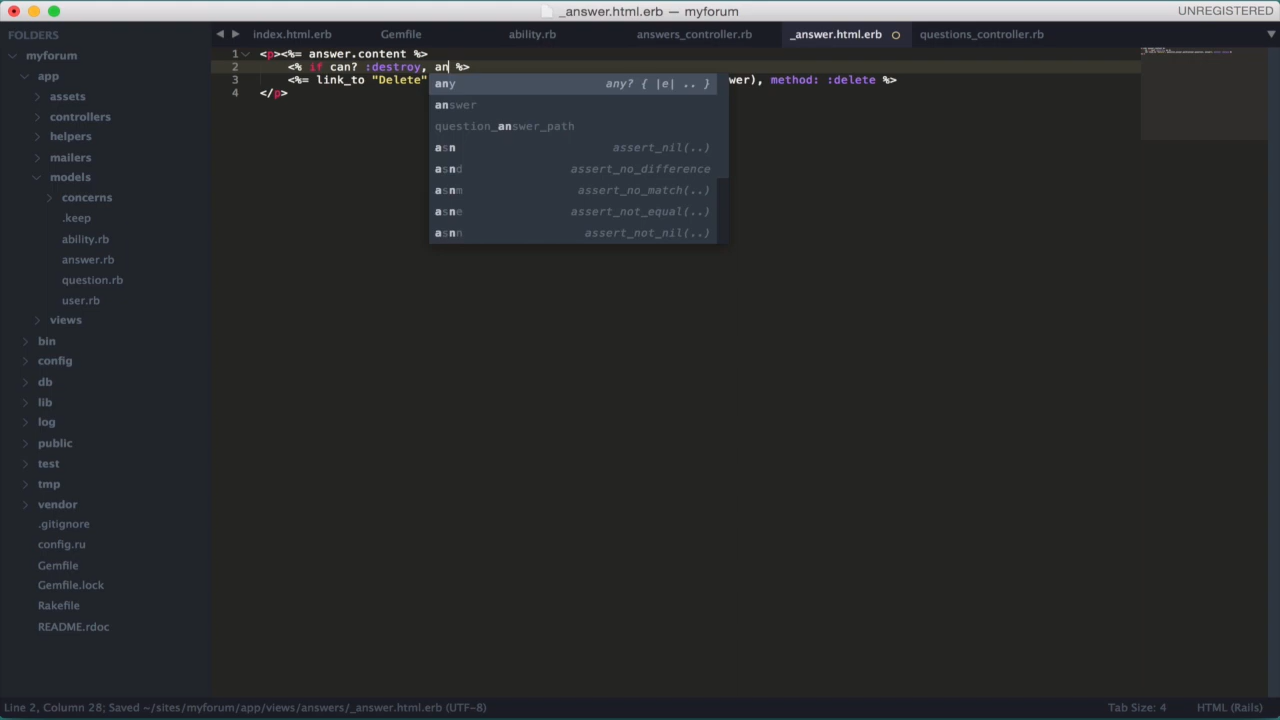 _answer.html.erb — myforum
UNREGISTERED
FOLDERS
myforum
app
assets
controllers
helpers
mailers
models
concerns
.keep
ability.rb
answer.rb
question.rb
user.rb
views
bin
config
db
lib
log
public
test
tmp
vendor
.gitignore
config.ru
Gemfile
Gemfile.lock
Rakefile
README.rdoc
index.html.erb Gemfile ability.rb answers_controller.rb _answer.html.erb questions_controller.rb
1 <p><%= answer.content %>
2 <% if can? :destroy, an %>
3 <%= link_to "Delete" wer), method: :delete %>
4 </p>
any any? { |e| .. }
answer
question_answer_path
asn assert_nil(..)
asnd assert_no_difference
asnm assert_no_match(..)
asne assert_not_equal(..)
asnn assert_not_nil(..)
Line 2, Column 28; Saved ~/sites/myforum/app/views/answers/_answer.html.erb (UTF-8)
Tab Size: 4
HTML (Rails)